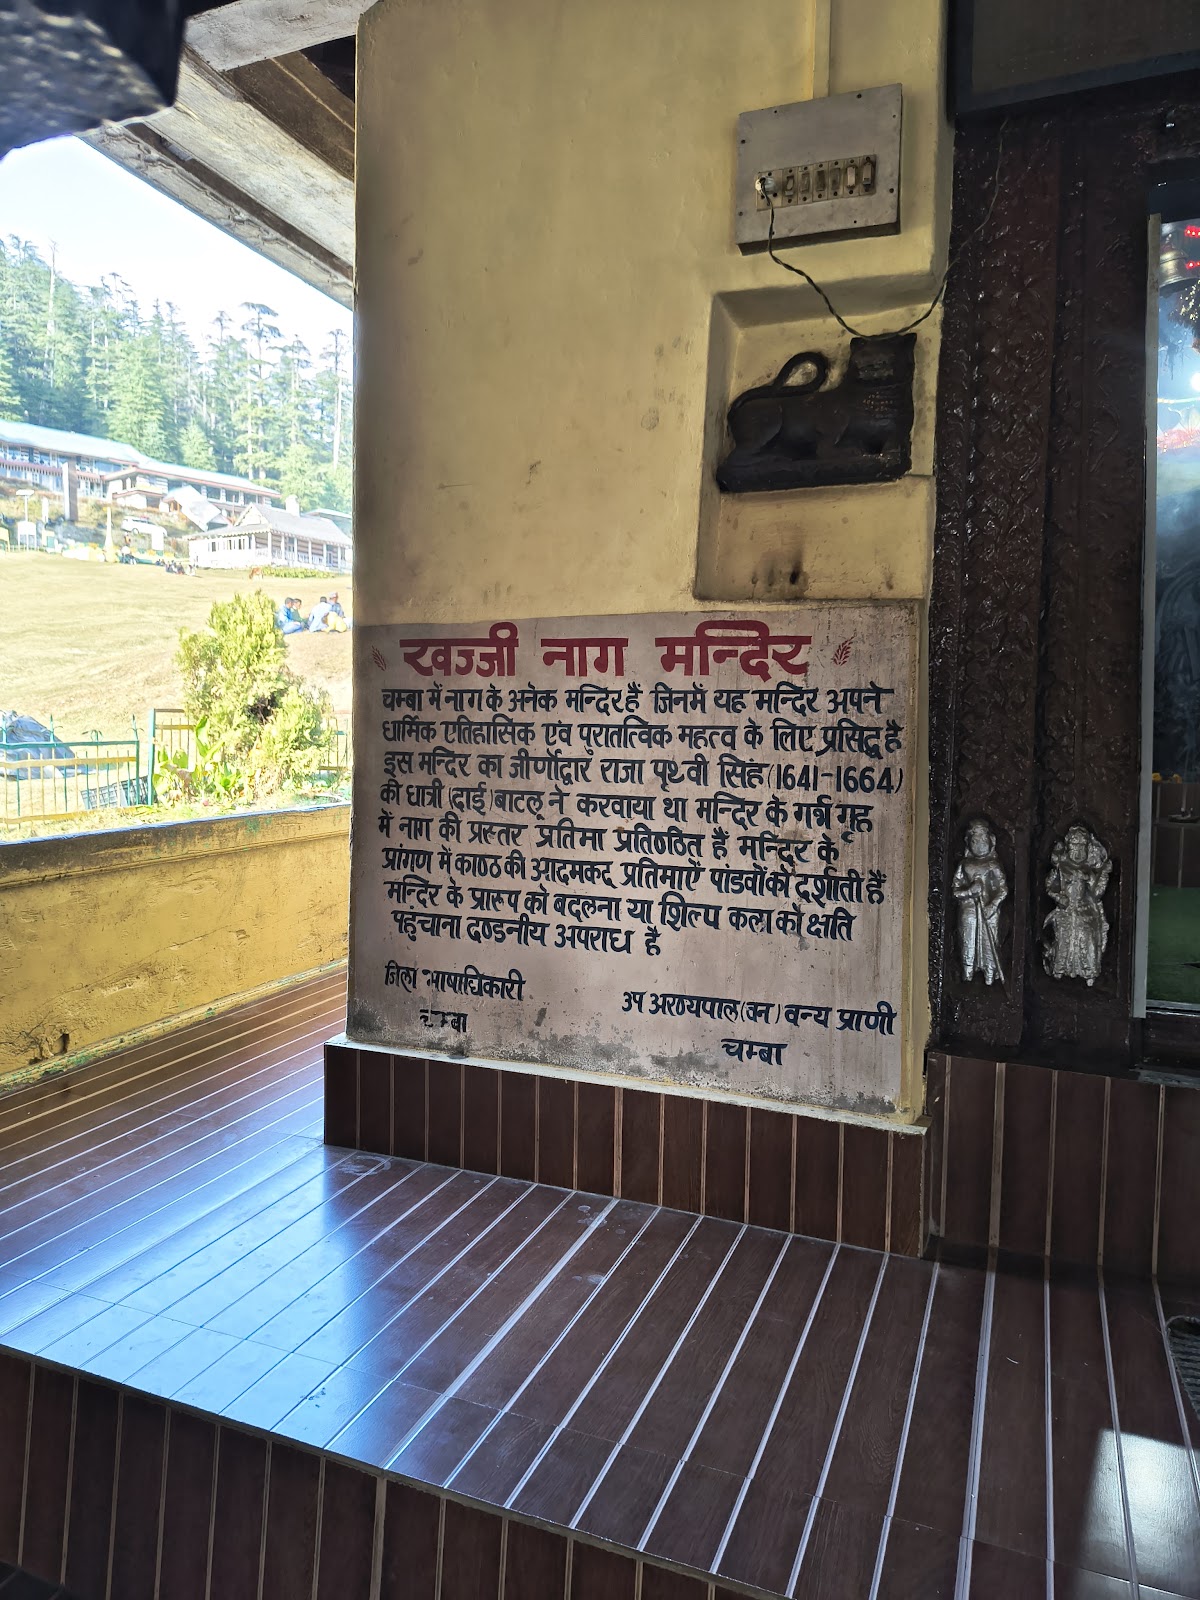 खज्जी नाग मन्दिर
चम्बा में नाग के अनेक मन्दिर हैं जिनमें यह मन्दिर अपने
धार्मिक एतिहासिक एंव पुरातत्विक महत्व के लिए प्रसिद्ध है
इस मन्दिर का जीर्णोद्वार राजा पृथ्वी सिंह (1641-1664)
की धात्री (दाई) बाटलू ने करवाया था मन्दिर के गर्भ गृह
में नाग की प्रस्तर प्रतिमा प्रतिष्ठित हैं मन्दिर के
प्रांगण में काष्ठ की आदमकद प्रतिमाऐं पांडवों को दर्शाती हैं
मन्दिर के प्रारूप को बदलना या शिल्प कला को क्षति
पहुंचाना दण्डनीय अपराध है
जिला भाषाधिकारी
चम्बा
उप अरण्यपाल (वन) वन्य प्राणी
चम्बा